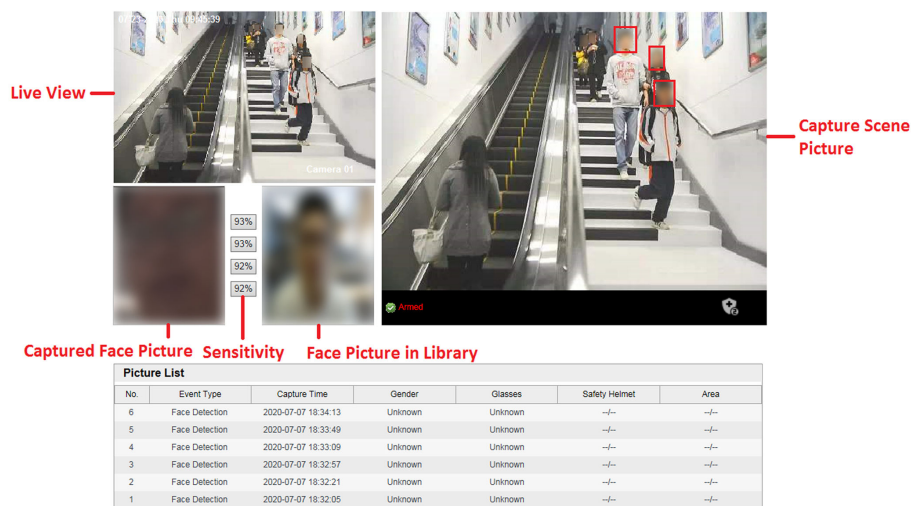 Thu 09:45:39
Live View
Camera 01
Capture Scene
Picture
93%
93%
92%
92%
Armed
Captured Face Picture
Sensitivity
Face Picture in Library
Picture List
No. Event Type Capture Time Gender Glasses Safety Helmet Area
6 Face Detection 2020-07-07 18:34:13 Unknown Unknown --/-- --/--
5 Face Detection 2020-07-07 18:33:49 Unknown Unknown --/-- --/--
4 Face Detection 2020-07-07 18:33:09 Unknown Unknown --/-- --/--
3 Face Detection 2020-07-07 18:32:57 Unknown Unknown --/-- --/--
2 Face Detection 2020-07-07 18:32:21 Unknown Unknown --/-- --/--
1 Face Detection 2020-07-07 18:32:05 Unknown Unknown --/-- --/--